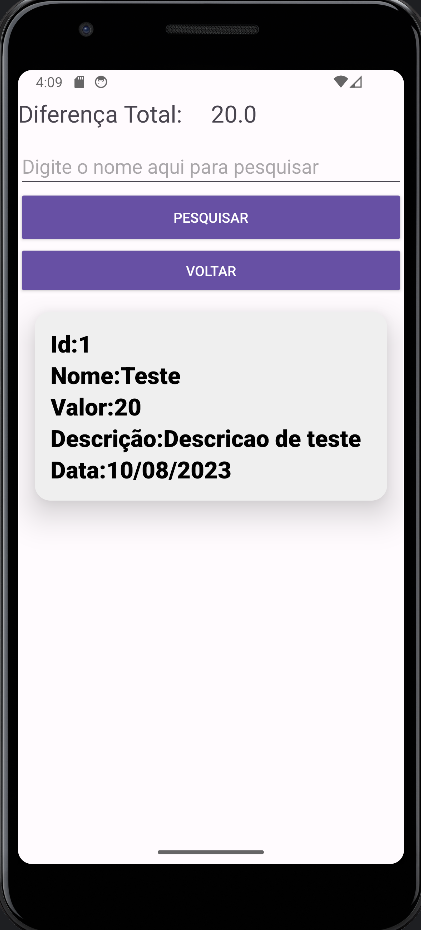 4:09
Diferença Total: 20.0
Digite o nome aqui para pesquisar
PESQUISAR
VOLTAR
Id:1
Nome:Teste
Valor:20
Descrição:Descricao de teste
Data:10/08/2023